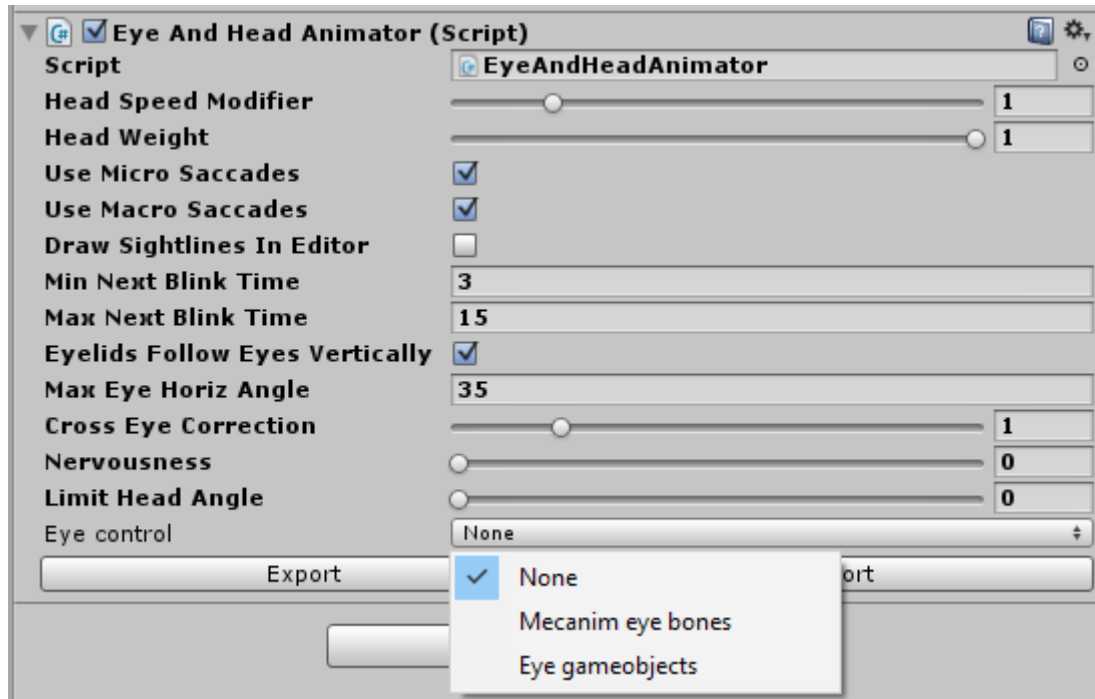 Eye And Head Animator (Script)
Script EyeAndHeadAnimator
Head Speed Modifier 1
Head Weight 1
Use Micro Saccades
Use Macro Saccades
Draw Sightlines In Editor
Min Next Blink Time 3
Max Next Blink Time 15
Eyelids Follow Eyes Vertically
Max Eye Horiz Angle 35
Cross Eye Correction 1
Nervousness 0
Limit Head Angle 0
Eye control None
Export ort
None
Mecanim eye bones
Eye gameobjects